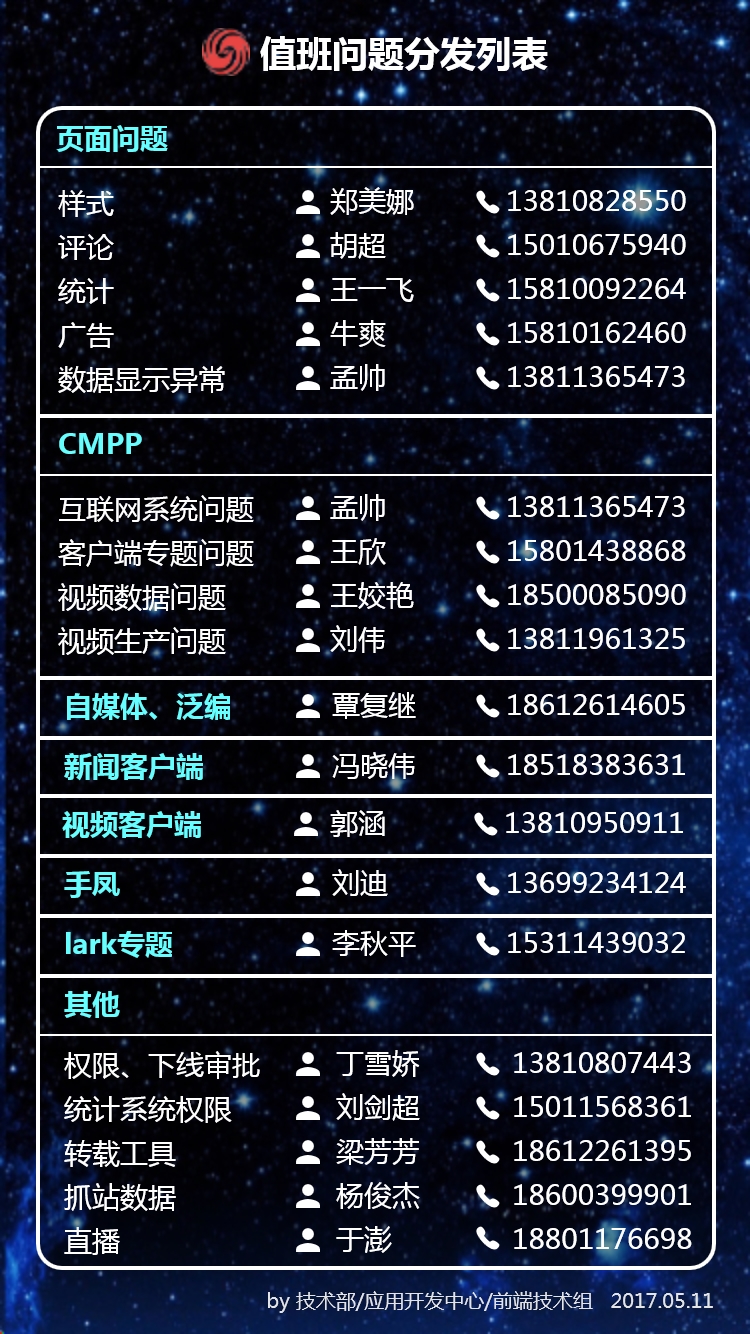 值班问题分发列表
页面问题
样式 郑美娜 13810828550
评论 胡超 15010675940
统计 王一飞 15810092264
广告 牛爽 15810162460
数据显示异常 孟帅 13811365473
CMPP
互联网系统问题 孟帅 13811365473
客户端专题问题 王欣 15801438868
视频数据问题 王姣艳 18500085090
视频生产问题 刘伟 13811961325
自媒体、泛编 覃复继 18612614605
新闻客户端 冯晓伟 18518383631
视频客户端 郭涵 13810950911
手凤 刘迪 13699234124
lark专题 李秋平 15311439032
其他
权限、下线审批 丁雪娇 13810807443
统计系统权限 刘剑超 15011568361
转载工具 梁芳芳 18612261395
抓站数据 杨俊杰 18600399901
直播 于澎 18801176698
by 技术部/应用开发中心/前端技术组 2017.05.11